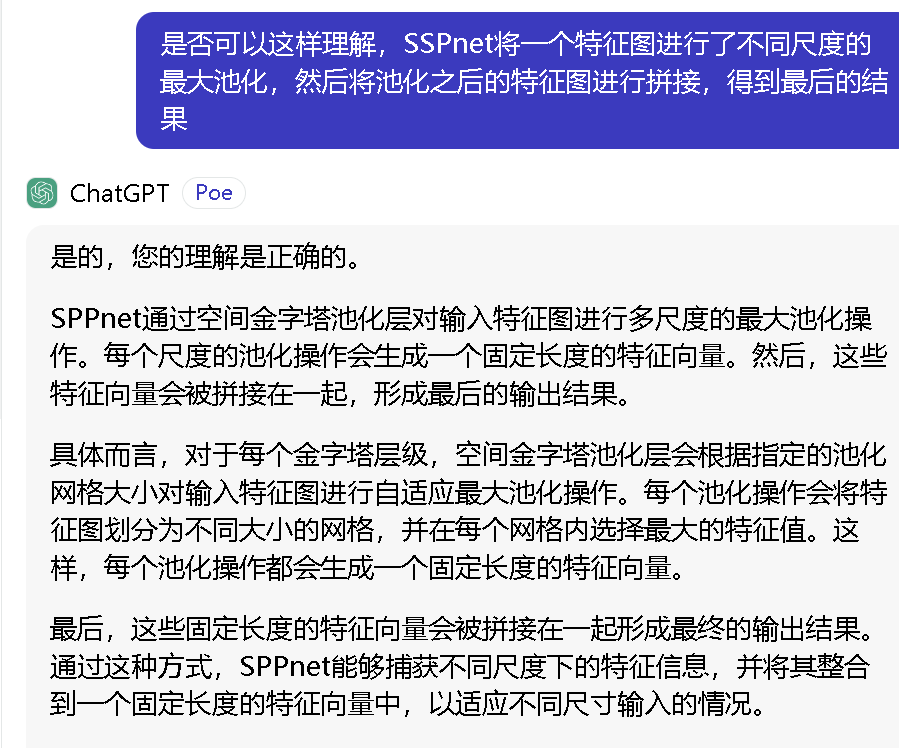 是否可以这样理解，SSPnet将一个特征图进行了不同尺度的
最大池化，然后将池化之后的特征图进行拼接，得到最后的结
果
ChatGPT Poe
是的，您的理解是正确的。
SPPnet通过空间金字塔池化层对输入特征图进行多尺度的最大池化操
作。每个尺度的池化操作会生成一个固定长度的特征向量。然后，这些
特征向量会被拼接在一起，形成最后的输出结果。
具体而言，对于每个金字塔层级，空间金字塔池化层会根据指定的池化
网格大小对输入特征图进行自适应最大池化操作。每个池化操作会将特
征图划分为不同大小的网格，并在每个网格内选择最大的特征值。这
样，每个池化操作都会生成一个固定长度的特征向量。
最后，这些固定长度的特征向量会被拼接在一起形成最终的输出结果。
通过这种方式，SPPnet能够捕获不同尺度下的特征信息，并将其整合
到一个固定长度的特征向量中，以适应不同尺寸输入的情况。